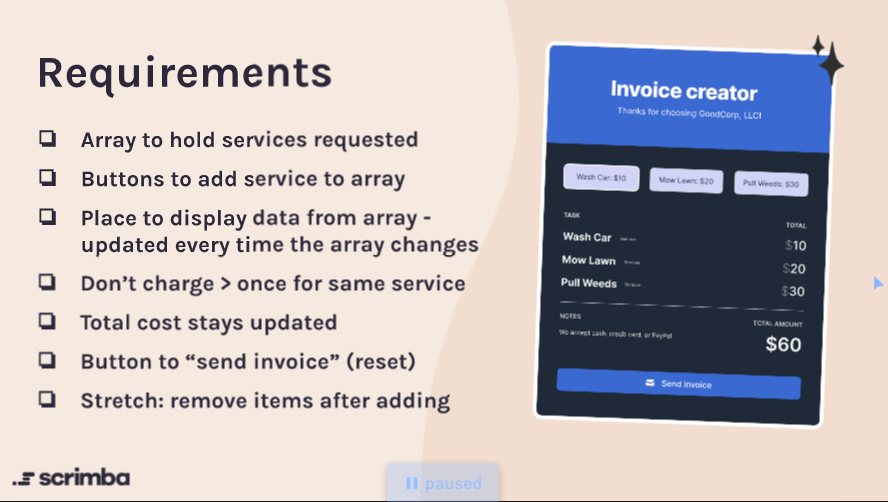 Requirements
Array to hold services requested
Buttons to add service to array
Place to display data from array -
updated every time the array changes
Don't charge > once for same service
Total cost stays updated
Button to “send invoice” (reset)
Stretch: remove items after adding
scrimba
Invoice creator
Thanks for choosing GoodCorp, LLC!
Wash Car: $10 Mow Lawn: $20 Pull Weeds: $30
TASK TOTAL
Wash Car $10
Mow Lawn $20
Pull Weeds $30
NOTES TOTAL AMOUNT
We accept cash, credit card, or PayPal $60
Send invoice
paused